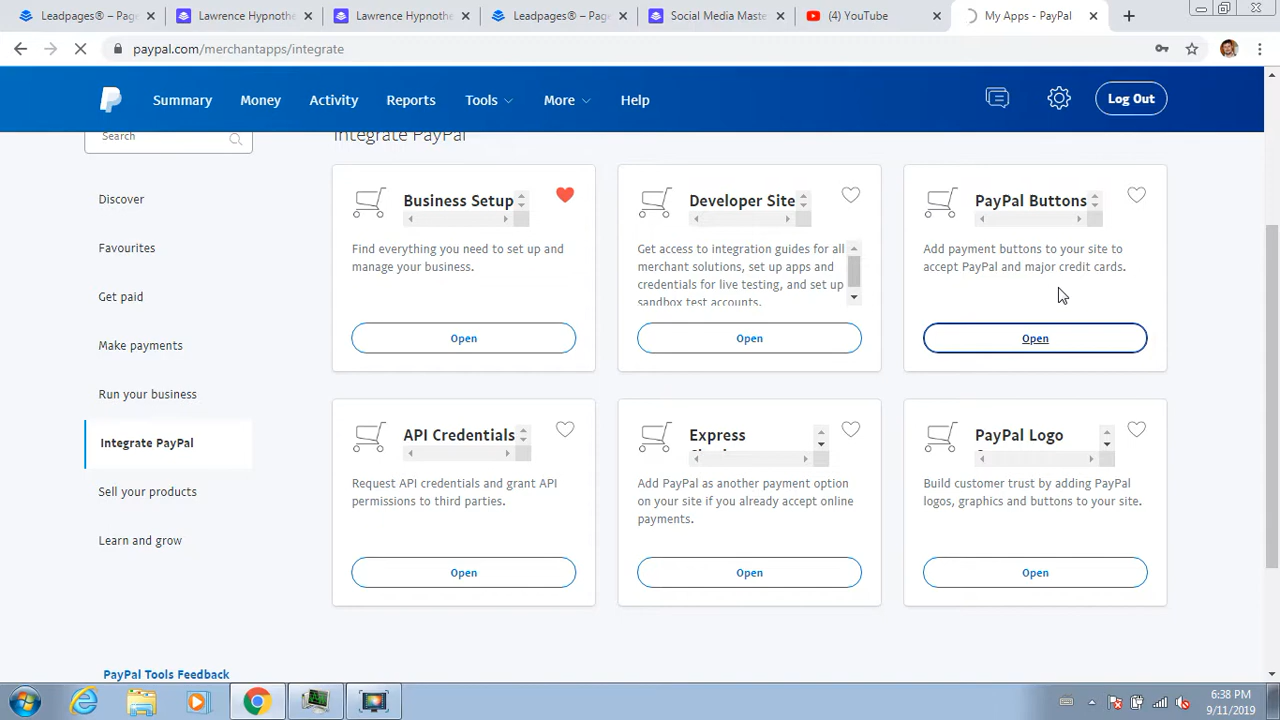 Leadpages® – Page
Lawrence Hypnotha
Lawrence Hypnothe
Leadpages® – Page
Social Media Maste
(4) YouTube
My Apps - PayPal
paypal.com/merchantapps/integrate
Summary
Money
Activity
Reports
Tools
More
Help
Log Out
Search
Integrate PayPal
Discover
Favourites
Get paid
Make payments
Run your business
Integrate PayPal
Sell your products
Learn and grow
PayPal Tools Feedback
Business Setup
Find everything you need to set up and
manage your business.
Open
Developer Site
Get access to integration guides for all
merchant solutions, set up apps and
credentials for live testing, and set up
sandbox test accounts.
Open
PayPal Buttons
Add payment buttons to your site to
accept PayPal and major credit cards.
Open
API Credentials
Request API credentials and grant API
permissions to third parties.
Open
Express
Add PayPal as another payment option
on your site if you already accept online
payments.
Open
PayPal Logo
Build customer trust by adding PayPal
logos, graphics and buttons to your site.
Open
6:38 PM
9/11/2019